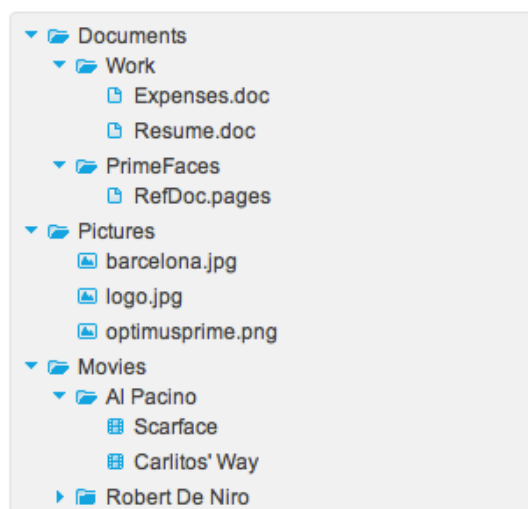 Documents
Work
Expenses.doc
Resume.doc
PrimeFaces
RefDoc.pages
Pictures
barcelona.jpg
logo.jpg
optimusprime.png
Movies
Al Pacino
Scarface
Carlitos' Way
Robert De Niro